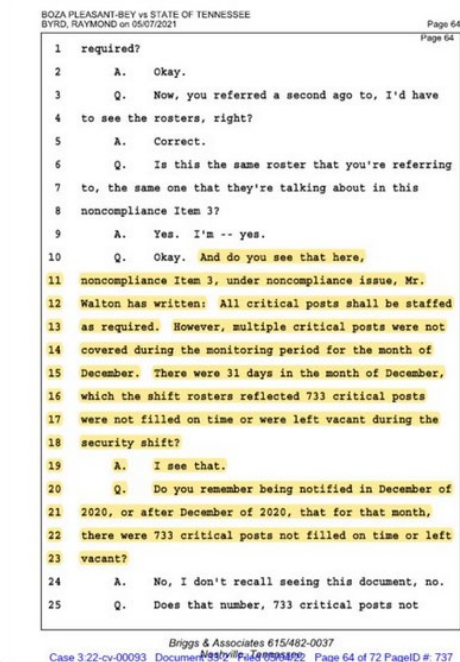 BOZA PLEASANT-BEY vs STATE OF TENNESSEE
BYRD, RAYMOND on 05/07/2021 Page 64
Page 64
1 required?
2 A. Okay.
3 Q. Now, you referred a second ago to, I'd have
4 to see the rosters, right?
5 A. Correct.
6 Q. Is this the same roster that you're referring
7 to, the same one that they're talking about in this
8 noncompliance Item 3?
9 A. Yes. I'm -- yes.
10 Q. Okay. And do you see that here,
11 noncompliance Item 3, under noncompliance issue, Mr.
12 Walton has written: All critical posts shall be staffed
13 as required. However, multiple critical posts were not
14 covered during the monitoring period for the month of
15 December. There were 31 days in the month of December,
16 which the shift rosters reflected 733 critical posts
17 were not filled on time or were left vacant during the
18 security shift?
19 A. I see that.
20 Q. Do you remember being notified in December of
21 2020, or after December of 2020, that for that month,
22 there were 733 critical posts not filled on time or left
23 vacant?
24 A. No, I don't recall seeing this document, no.
25 Q. Does that number, 733 critical posts not
Briggs & Associates 615/482-0037
Nashville, Tennessee
Case 3:22-cv-00093 Document 33-2 Filed 05/04/22 Page 64 of 72 PageID #: 737